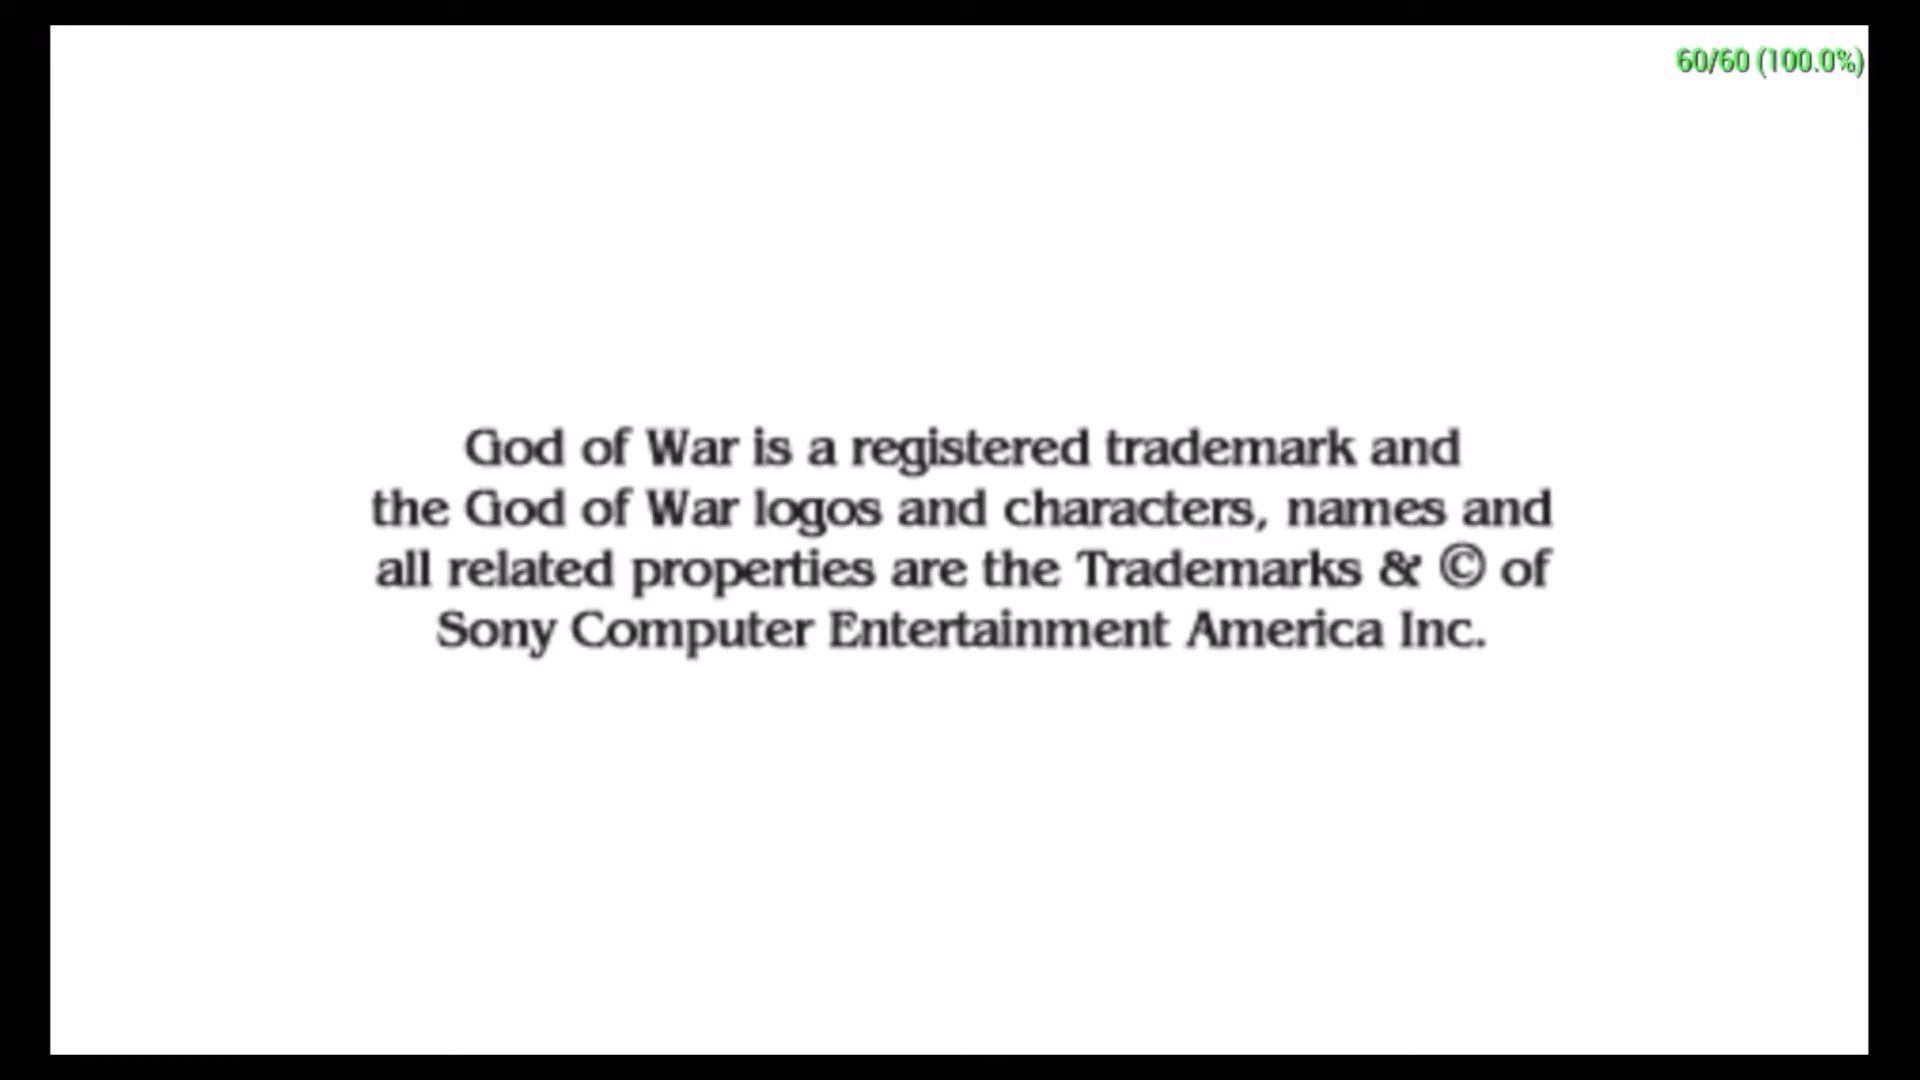 60/60 (100.0%)
God of War is a registered trademark and
the God of War logos and characters, names and
all related properties are the Trademarks & © of
Sony Computer Entertainment America Inc.